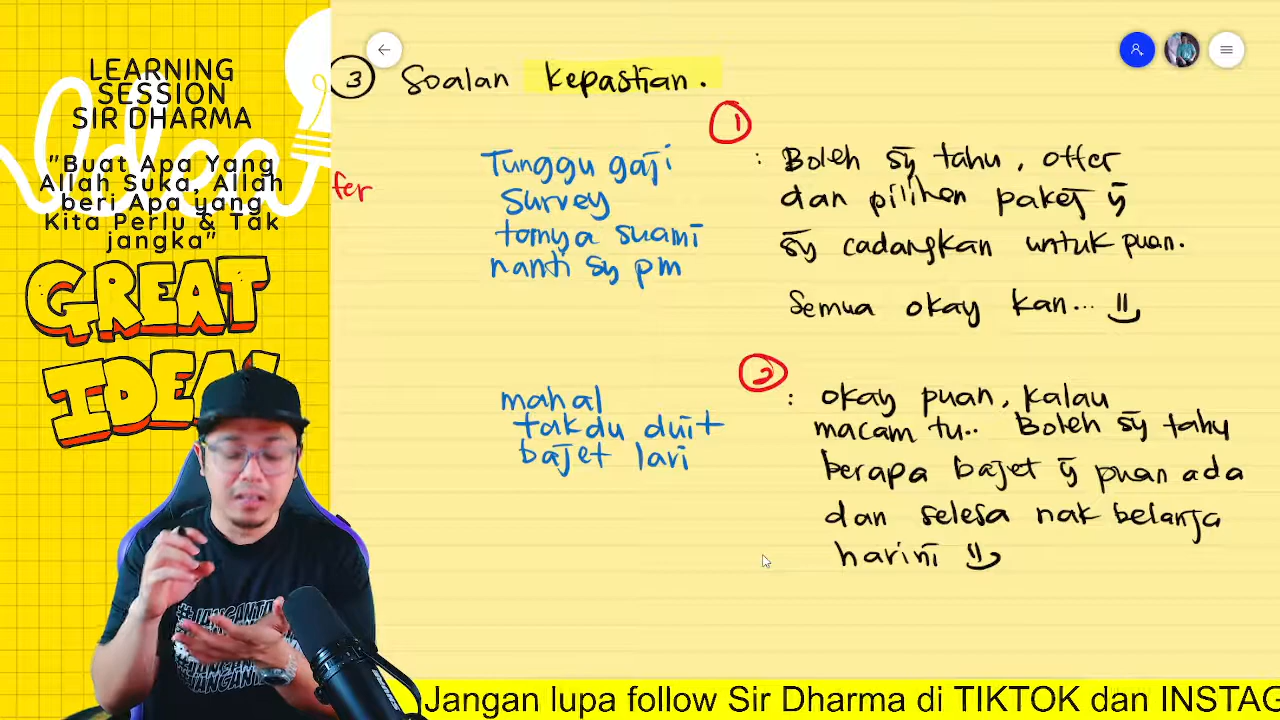 LEARNING
SESSION
SIR DHARMA
"Buat Apa Yang
Allah Suka, Allah
beri Apa yang
Kita Perlu & Tak
jangka"
GREAT
IDEA
3 Soalan kepastian.
fer
1
Tunggu gaji
survey
tanya suami
nanti sy pm
: Boleh sy tahu, offer
dan pilihan pakej yg
sy cadangkan untuk puan.
Semua okay kan...
2
mahal
takdu duit
bajet lari
: okay puan, kalau
macam tu.. Boleh sy tahu
berapa bajet yg puan ada
dan selesa nak belanja
harini
#JANGANTA
Jangan lupa follow Sir Dharma di TIKTOK dan INSTAG